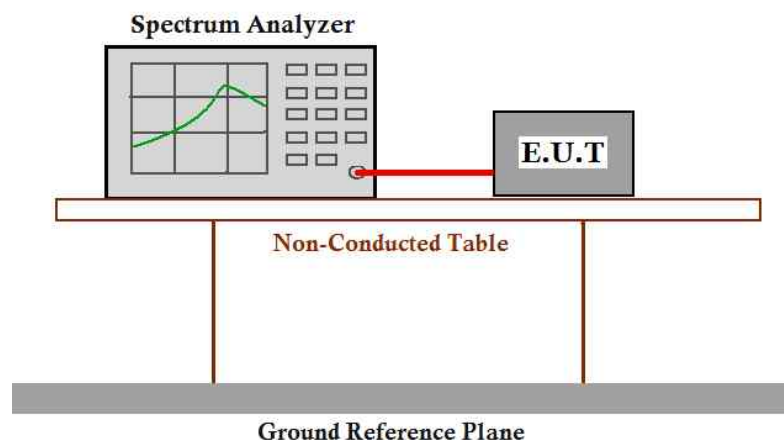 Spectrum Analyzer
E.U.T
Non-Conducted Table
Ground Reference Plane